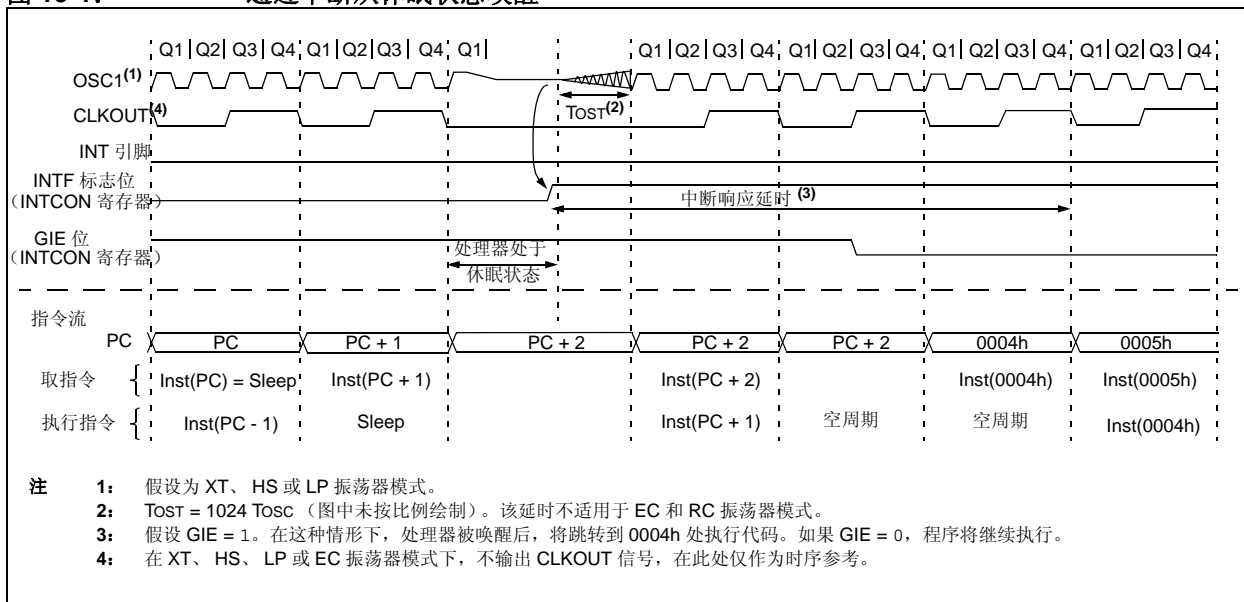 Q1 Q2 Q3 Q4 Q1 Q2 Q3 Q4 Q1 Q1 Q2 Q3 Q4 Q1 Q2 Q3 Q4 Q1 Q2 Q3 Q4 Q1 Q2 Q3 Q4
OSC1(1)
TOST(2)
CLKOUT(4)
INT 引脚
INTF 标志位
(INTCON 寄存器)
中断响应延时 (3)
GIE 位
(INTCON 寄存器)
处理器处于
休眠状态
指令流
PC PC PC + 1 PC + 2 PC + 2 PC + 2 0004h 0005h
取指令 { Inst(PC) = Sleep Inst(PC + 1) Inst(PC + 2) Inst(0004h) Inst(0005h)
执行指令 { Inst(PC - 1) Sleep Inst(PC + 1) 空周期 空周期 Inst(0004h)
注 1: 假设为 XT、 HS 或 LP 振荡器模式。
2: TOST = 1024 TOSC (图中未按比例绘制)。该延时不适用于 EC 和 RC 振荡器模式。
3: 假设 GIE = 1。在这种情形下,处理器被唤醒后,将跳转到 0004h 处执行代码。如果 GIE = 0,程序将继续执行。
4: 在 XT、 HS、 LP 或 EC 振荡器模式下,不输出 CLKOUT 信号,在此处仅作为时序参考。